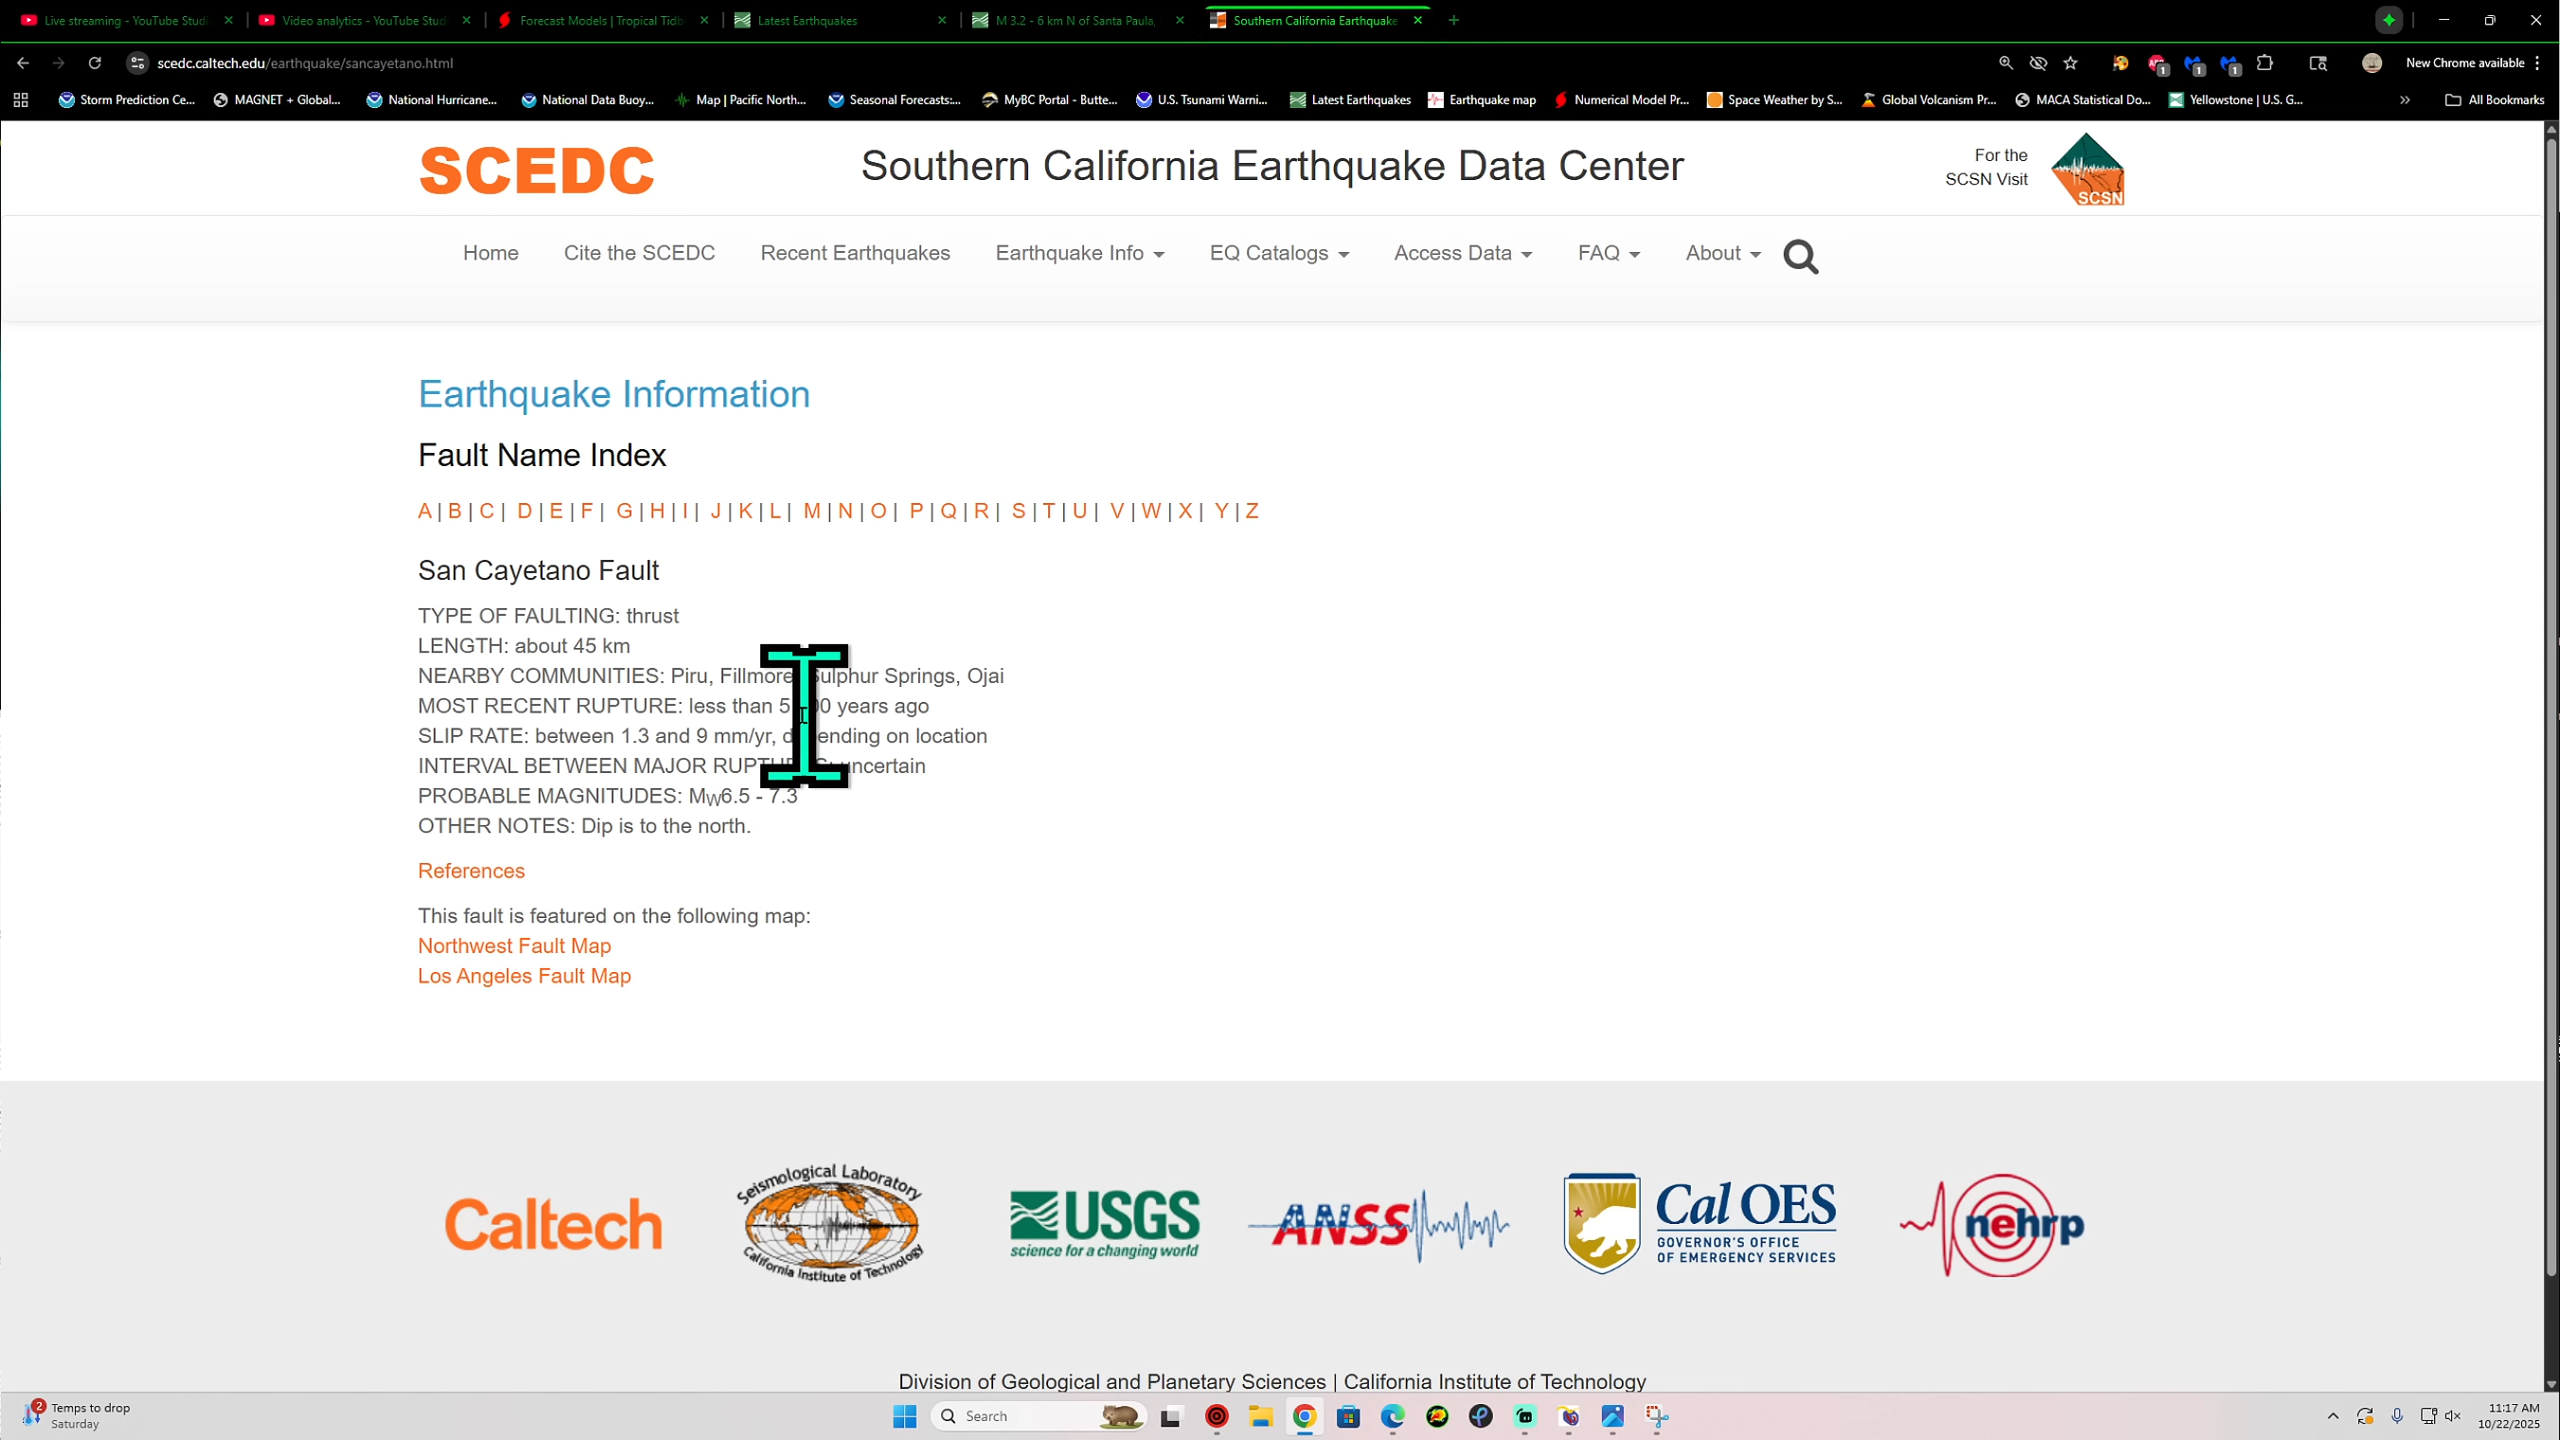 Live streaming - YouTube Studi
Video analytics - YouTube Stud
Forecast Models | Tropical Tidb
Latest Earthquakes
M 3.2 - 6 km N of Santa Paula,
Southern California Earthquake
scedc.caltech.edu/earthquake/sancayetano.html
New Chrome available
Storm Prediction Ce...
MAGNET + Global...
National Hurricane...
National Data Buoy...
Map | Pacific North...
Seasonal Forecasts:...
MyBC Portal - Butte...
U.S. Tsunami Warni...
Latest Earthquakes
Earthquake map
Numerical Model Pr...
Space Weather by S...
Global Volcanism Pr...
MACA Statistical Do...
Yellowstone | U.S. G...
All Bookmarks
SCEDC
Southern California Earthquake Data Center
For the
SCSN Visit
SCSN
Home
Cite the SCEDC
Recent Earthquakes
Earthquake Info
EQ Catalogs
Access Data
FAQ
About
Earthquake Information
Fault Name Index
A | B | C | D | E | F | G | H | I | J | K | L | M | N | O | P | Q | R | S | T | U | V | W | X | Y | Z
San Cayetano Fault
TYPE OF FAULTING: thrust
LENGTH: about 45 km
NEARBY COMMUNITIES: Piru, Fillmore Sulphur Springs, Ojai
MOST RECENT RUPTURE: less than years ago
SLIP RATE: between 1.3 and 9 mm/yr, depending on location
INTERVAL BETWEEN MAJOR RUPTURES: uncertain
PROBABLE MAGNITUDES: MW6.5 - 7.3
OTHER NOTES: Dip is to the north.
References
This fault is featured on the following map:
Northwest Fault Map
Los Angeles Fault Map
Caltech
Seismological Laboratory
California Institute of Technology
USGS
science for a changing world
ANSS
Cal OES
GOVERNOR'S OFFICE
OF EMERGENCY SERVICES
nehrp
Division of Geological and Planetary Sciences | California Institute of Technology
2
Temps to drop
Saturday
Search
11:17 AM
10/22/2025